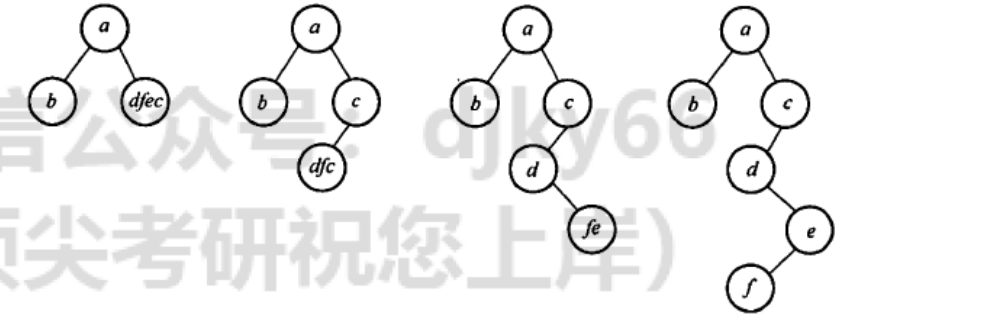 a a a a
b dfec b c b c b c
dfc d d
fe e
f
信公众号：djky66
顶尖考研祝您上岸）